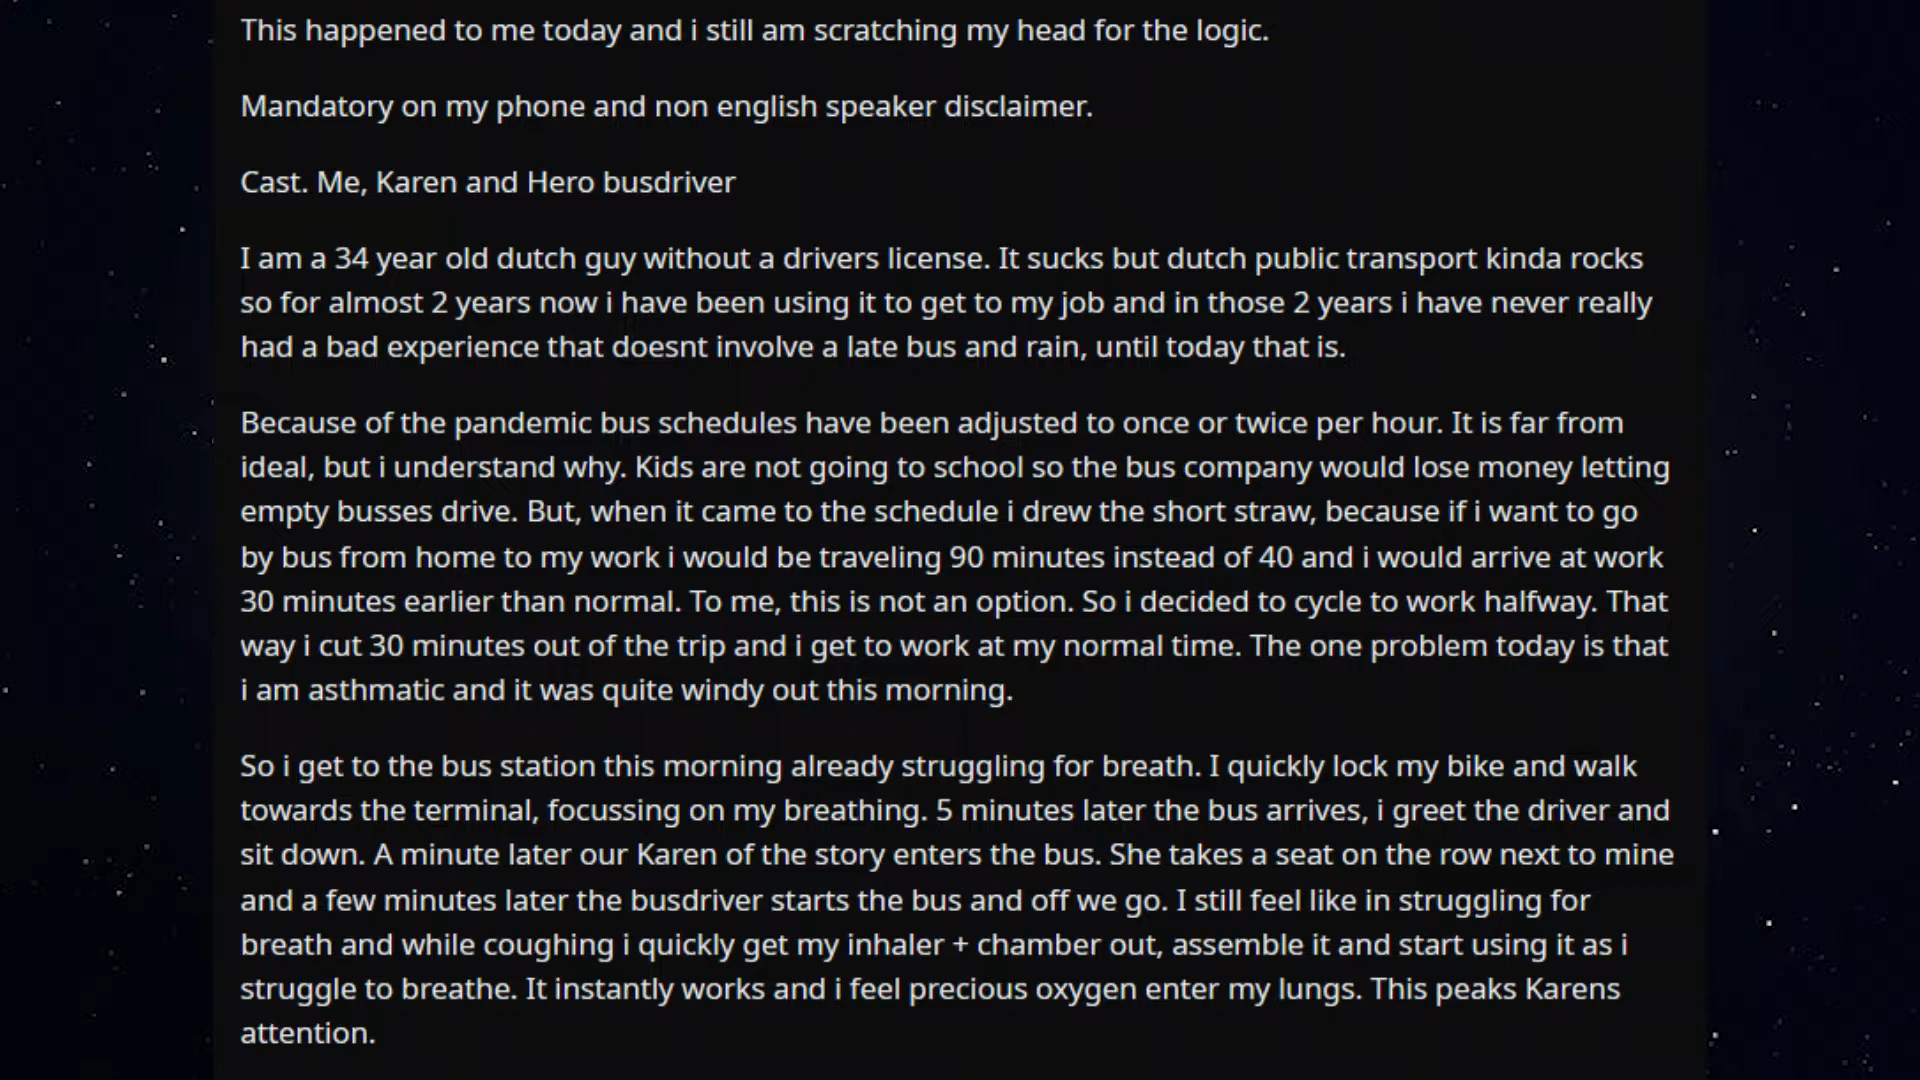 This happened to me today and i still am scratching my head for the logic.
Mandatory on my phone and non english speaker disclaimer.
Cast. Me, Karen and Hero busdriver
I am a 34 year old dutch guy without a drivers license. It sucks but dutch public transport kinda rocks
so for almost 2 years now i have been using it to get to my job and in those 2 years i have never really
had a bad experience that doesnt involve a late bus and rain, until today that is.
Because of the pandemic bus schedules have been adjusted to once or twice per hour. It is far from
ideal, but i understand why. Kids are not going to school so the bus company would lose money letting
empty busses drive. But, when it came to the schedule i drew the short straw, because if i want to go
by bus from home to my work i would be traveling 90 minutes instead of 40 and i would arrive at work
30 minutes earlier than normal. To me, this is not an option. So i decided to cycle to work halfway. That
way i cut 30 minutes out of the trip and i get to work at my normal time. The one problem today is that
i am asthmatic and it was quite windy out this morning.
So i get to the bus station this morning already struggling for breath. I quickly lock my bike and walk
towards the terminal, focussing on my breathing. 5 minutes later the bus arrives, i greet the driver and
sit down. A minute later our Karen of the story enters the bus. She takes a seat on the row next to mine
and a few minutes later the busdriver starts the bus and off we go. I still feel like in struggling for
breath and while coughing i quickly get my inhaler + chamber out, assemble it and start using it as i
struggle to breathe. It instantly works and i feel precious oxygen enter my lungs. This peaks Karens
attention.